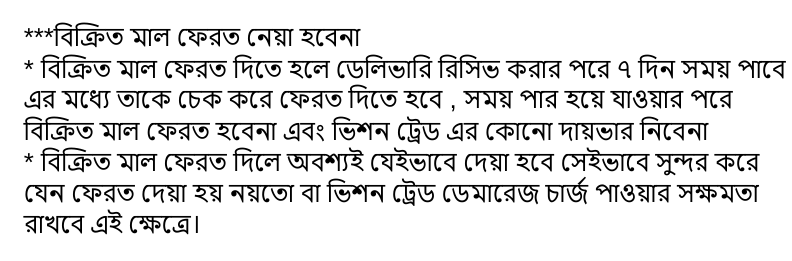 ***বিক্রিত মাল ফেরত নেয়া হবেনা
* বিক্রিত মাল ফেরত দিতে হলে ডেলিভারি রিসিভ করার পরে ৭ দিন সময় পাবে
এর মধ্যে তাকে চেক করে ফেরত দিতে হবে , সময় পার হয়ে যাওয়ার পরে
বিক্রিত মাল ফেরত হবেনা এবং ভিশন ট্রেড এর কোনো দায়ভার নিবেনা
* বিক্রিত মাল ফেরত দিলে অবশ্যই যেইভাবে দেয়া হবে সেইভাবে সুন্দর করে
যেন ফেরত দেয়া হয় নয়তো বা ভিশন ট্রেড ডেমারেজ চার্জ পাওয়ার সক্ষমতা
রাখবে এই ক্ষেত্রে।